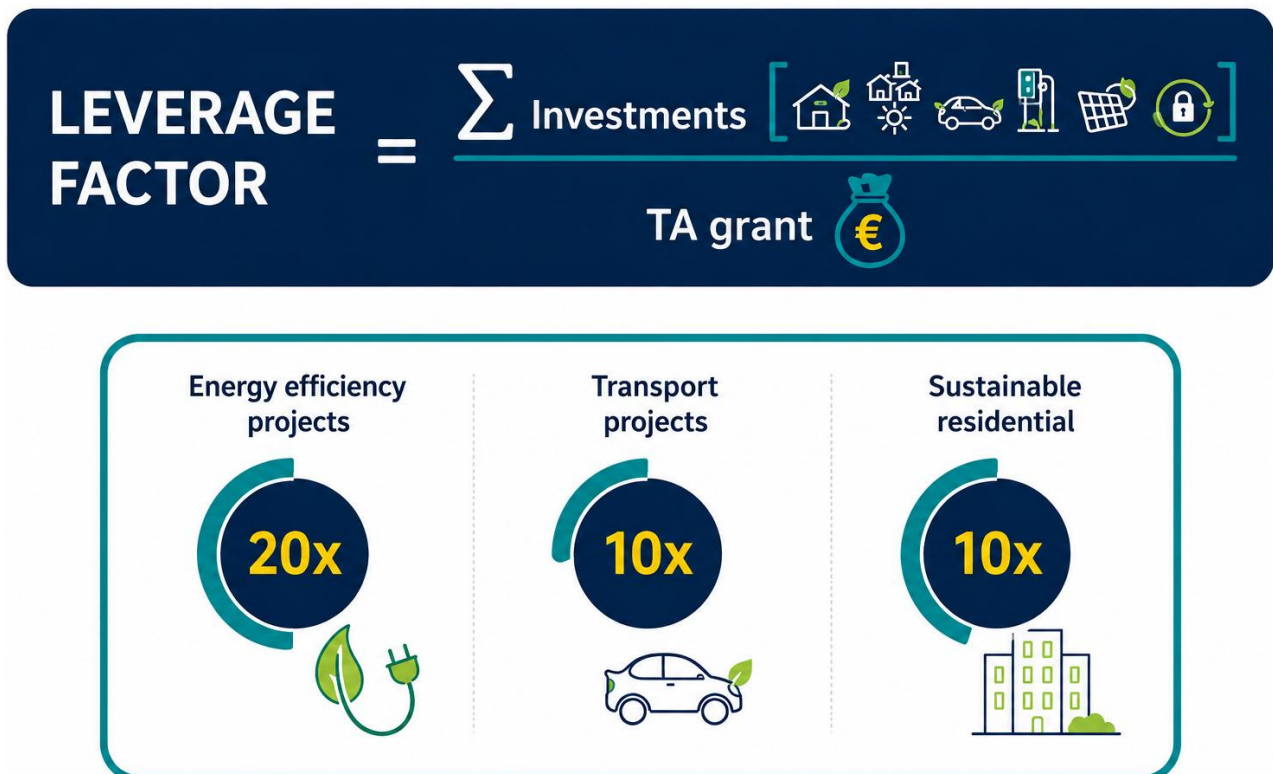 LEVERAGE
FACTOR
=
∑ Investments [ ]
TA grant €
Energy efficiency
projects
20x
Transport
projects
10x
Sustainable
residential
10x